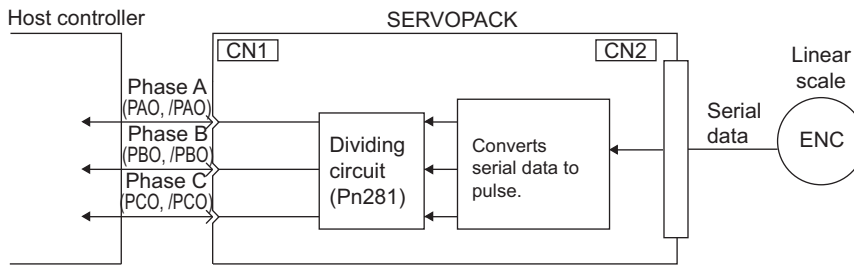 Host controller
SERVOPACK
CN1
CN2
Linear
scale
Phase A
(PAO, /PAO)
Phase B
(PBO, /PBO)
Phase C
(PCO, /PCO)
Dividing
circuit
(Pn281)
Converts
serial data to
pulse.
Serial
data
ENC